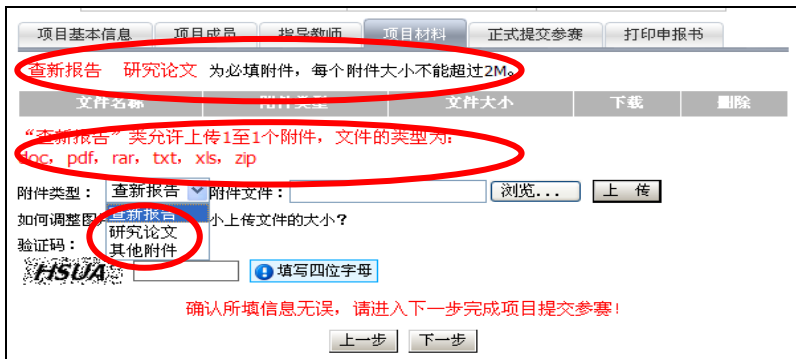 项目基本信息 项目成员 指导教师 项目材料 正式提交参赛 打印申报书
查新报告 研究论文 为必填附件，每个附件大小不能超过2M。
文件名称 附件类型 文件大小 下载 删除
“查新报告”类允许上传1至1个附件，文件的类型为：
doc, pdf, rar, txt, xls, zip
附件类型： 查新报告 附件文件： 浏览... 上 传
如何调整图 查新报告 小上传文件的大小？
研究论文
验证码： 其他附件
HSUA 填写四位字母
确认所填信息无误，请进入下一步完成项目提交参赛！
上一步 下一步